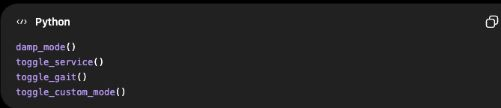 </> Python
damp_mode()
toggle_service()
toggle_gait()
toggle_custom_mode()